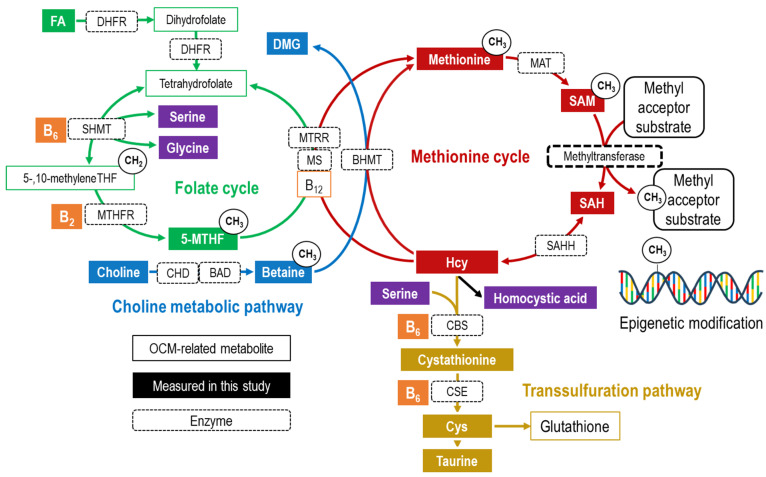 FA
DHFR
Dihydrofolate
DHFR
Tetrahydrofolate
B6
SHMT
Serine
Glycine
CH2
5-,10-methyleneTHF
Folate cycle
B2
MTHFR
CH3
5-MTHF
MTRR
MS
B12
DMG
BHMT
Choline
CHD
BAD
CH3
Betaine
Choline metabolic pathway
CH3
Methionine
MAT
CH3
SAM
Methyl
acceptor
substrate
Methionine cycle
Methyltransferase
CH3
Methyl
acceptor
substrate
SAH
SAHH
Hcy
CH3
Epigenetic modification
Serine
Homocystic acid
B6
CBS
Cystathionine
B6
CSE
Transsulfuration pathway
Cys
Glutathione
Taurine
OCM-related metabolite
Measured in this study
Enzyme